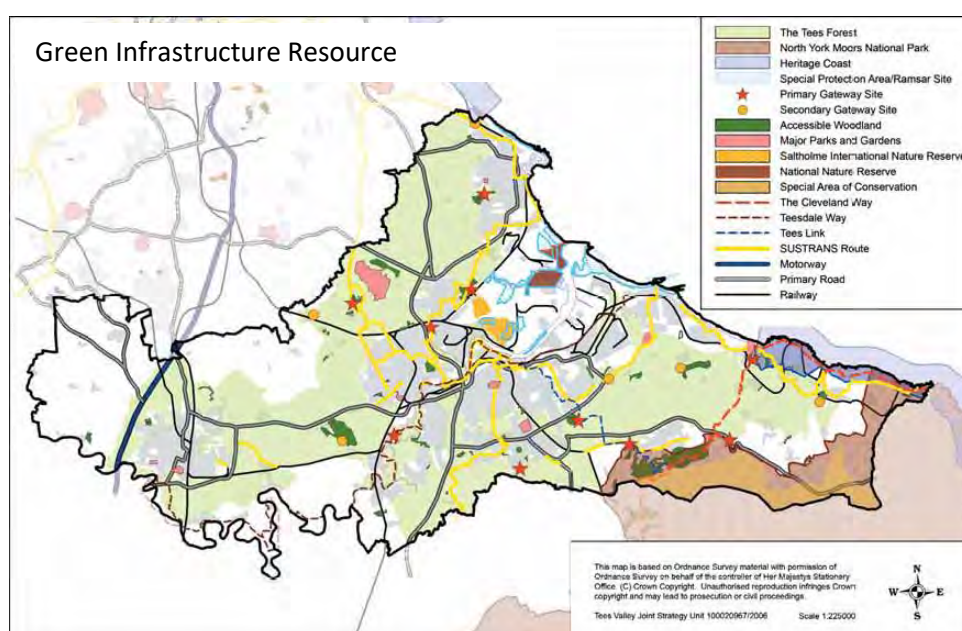 Green Infrastructure Resource
The Tees Forest
North York Moors National Park
Heritage Coast
Special Protection Area/Ramsar Site
Primary Gateway Site
Secondary Gateway Site
Accessible Woodland
Major Parks and Gardens
Saltholme International Nature Reserve
National Nature Reserve
Special Area of Conservation
The Cleveland Way
Teesdale Way
Tees Link
SUSTRANS Route
Motorway
Primary Road
Railway
This map is based on Ordnance Survey material with permission of
Ordnance Survey on behalf of the controller of Her Majestys Stationary
Office. (C) Crown Copyright. Unauthorised reproduction infringes Crown
copyright and may lead to prosecution or civil proceedings.
Tees Valley Joint Strategy Unit 100020967/2006 Scale 1:225000
N
W E
S